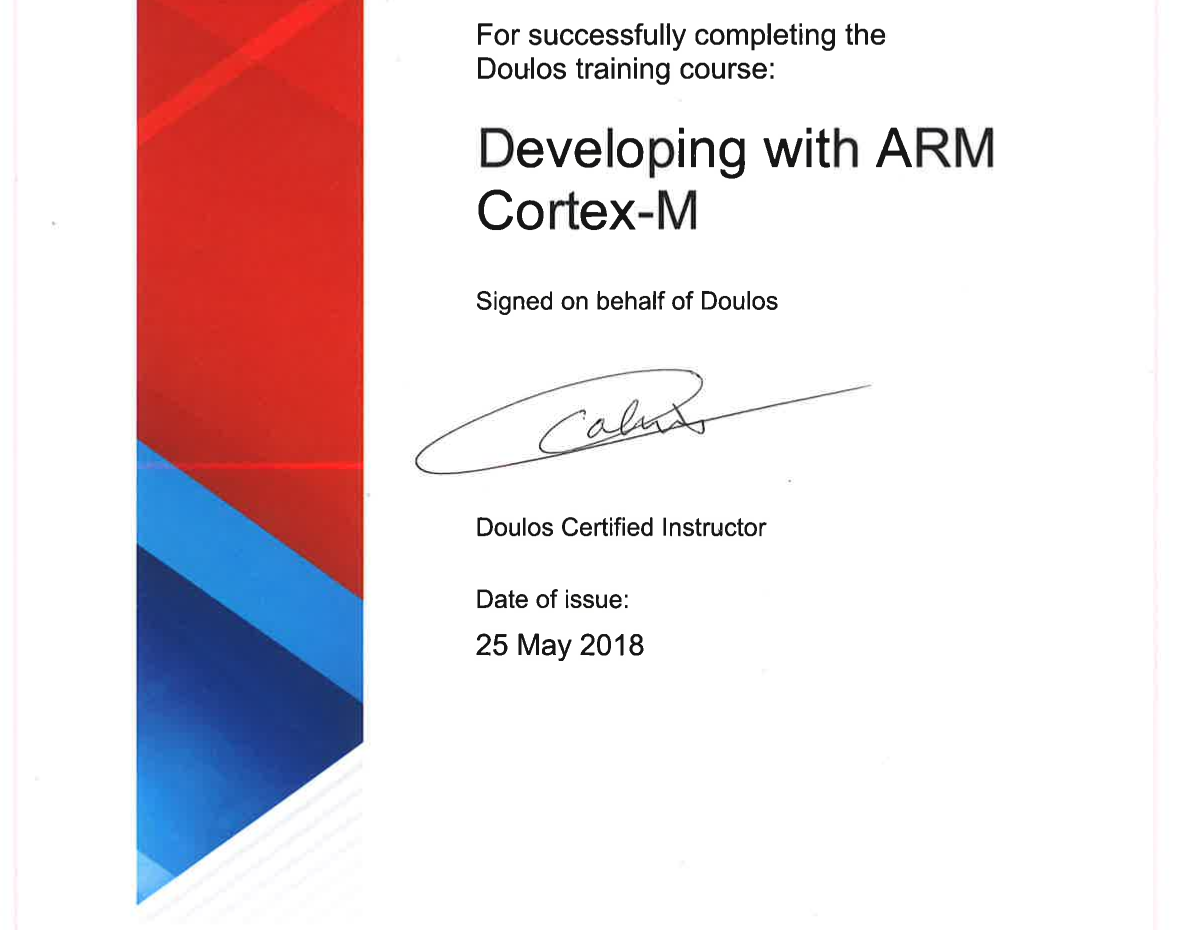 For successfully completing the
Doulos training course:
Developing with ARM
Cortex-M
Signed on behalf of Doulos
Doulos Certified Instructor
Date of issue:
25 May 2018